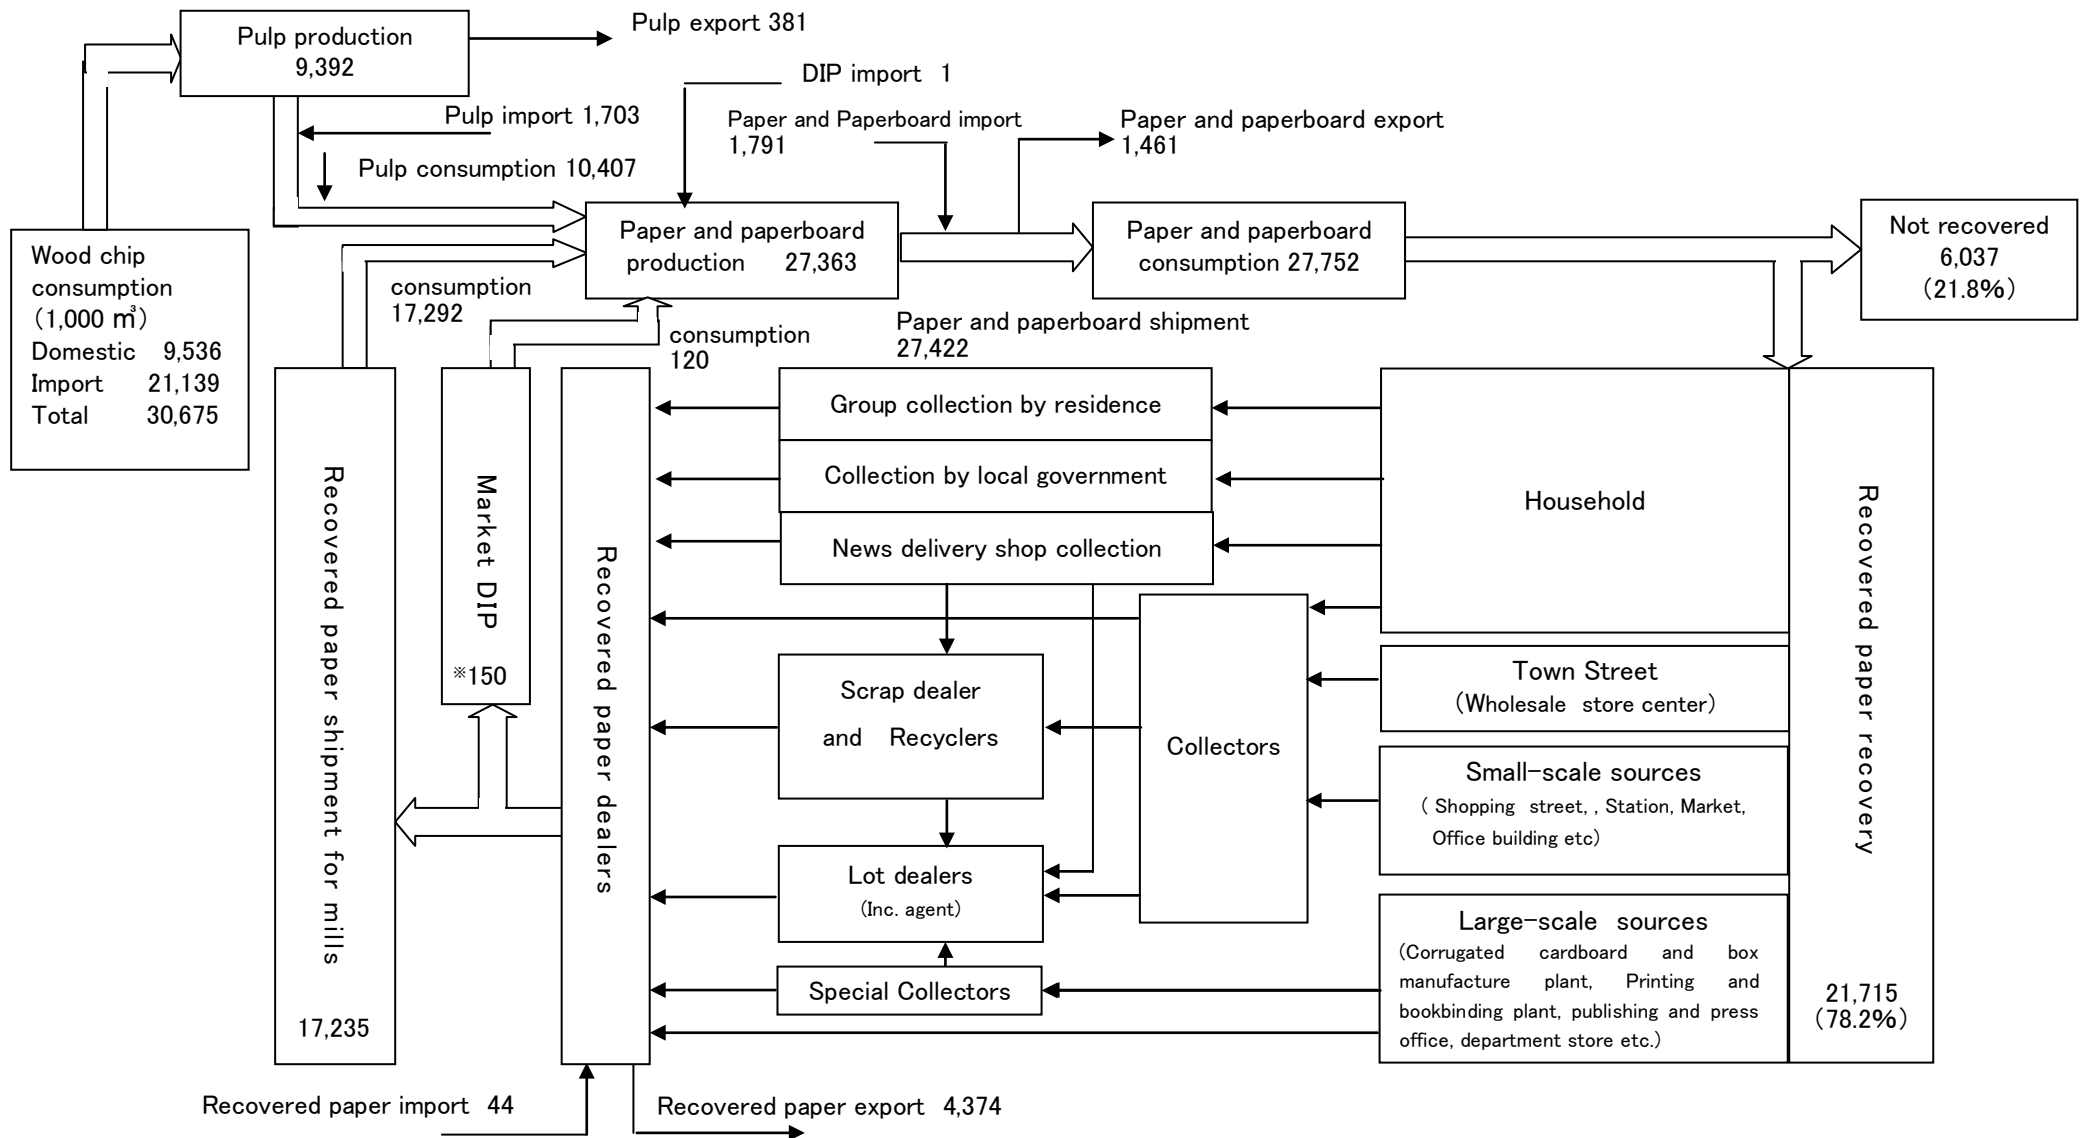 Pulp production
9,392
Pulp export 381
DIP import 1
Pulp import 1,703
Paper and Paperboard import
1,791
Paper and paperboard export
1,461
Pulp consumption 10,407
Paper and paperboard
production 27,363
Paper and paperboard
consumption 27,752
Not recovered
6,037
(21.8%)
Wood chip
consumption
(1,000 ㎥)
Domestic 9,536
Import 21,139
Total 30,675
consumption
17,292
consumption
120
Paper and paperboard shipment
27,422
Recovered paper shipment for mills
17,235
Market DIP
※150
Recovered paper dealers
Group collection by residence
Collection by local government
News delivery shop collection
Scrap dealer
and Recyclers
Lot dealers
(Inc. agent)
Special Collectors
Collectors
Household
Town Street
(Wholesale store center)
Small-scale sources
( Shopping street, , Station, Market,
Office building etc)
Large-scale sources
(Corrugated cardboard and box
manufacture plant, Printing and
bookbinding plant, publishing and press
office, department store etc.)
Recovered paper recovery
21,715
(78.2%)
Recovered paper import 44
Recovered paper export 4,374